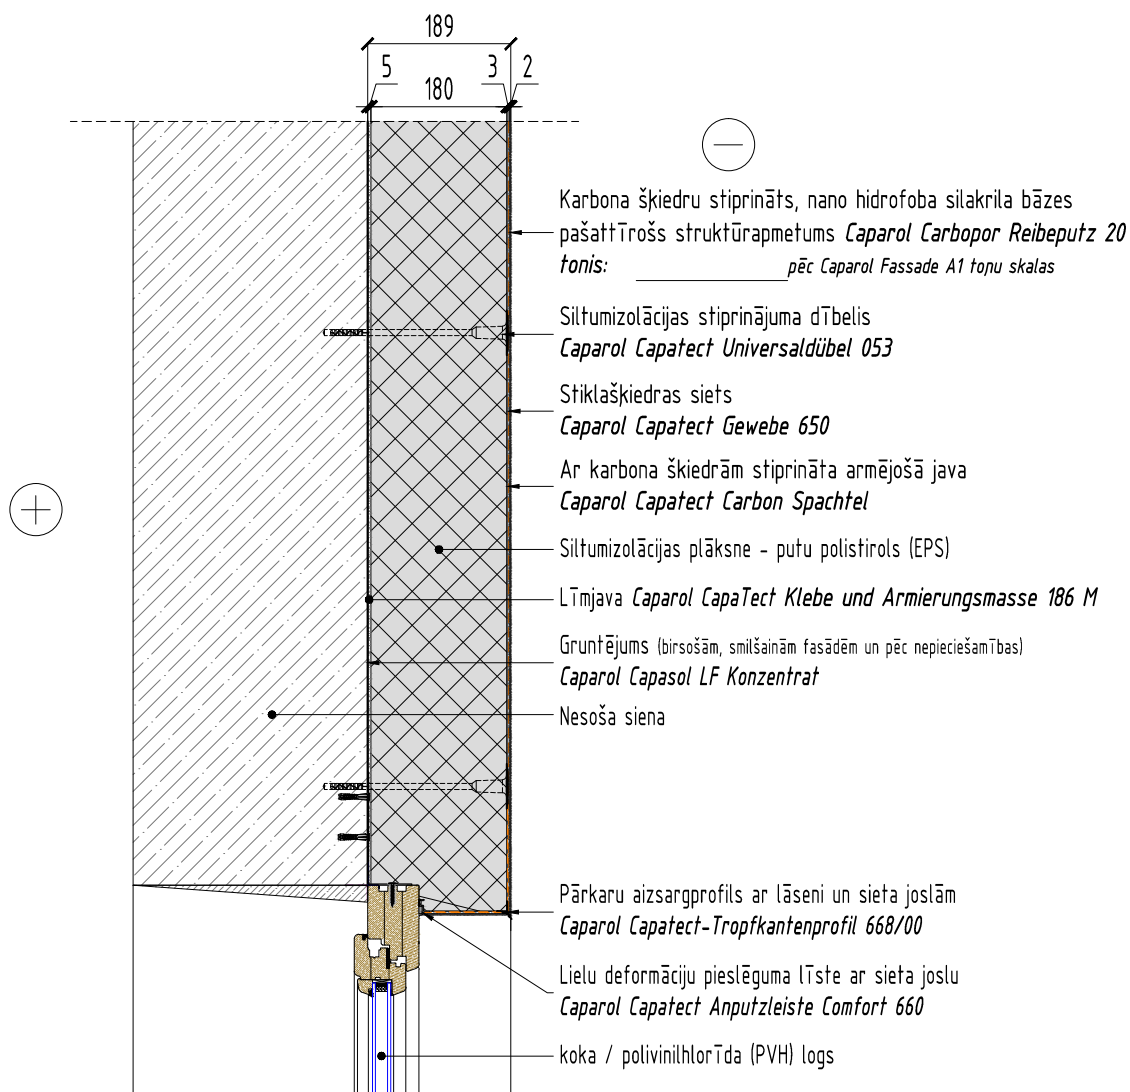 189
5 3 2
180
Karbona šķiedru stiprināts, nano hidrofoba silakrila bāzes
pašattīrošs struktūrapmetums Caparol Carbopor Reibeputz 20
tonis: pēc Caparol Fassade A1 toņu skalas
Siltumizolācijas stiprinājuma dībelis
Caparol Capatect Universaldübel 053
Stiklašķiedras siets
Caparol Capatect Gewebe 650
Ar karbona šķiedrām stiprināta armējošā java
Caparol Capatect Carbon Spachtel
Siltumizolācijas plāksne - putu polistirols (EPS)
Līmjava Caparol CapaTect Klebe und Armierungsmasse 186 M
Gruntējums (birsošām, smilšainām fasādēm un pēc nepieciešamības)
Caparol Capasol LF Konzentrat
Nesoša siena
Pārkaru aizsargprofils ar lāseni un sieta joslām
Caparol Capatect-Tropfkantenprofil 668/00
Lielu deformāciju pieslēguma līste ar sieta joslu
Caparol Capatect Anputzleiste Comfort 660
koka / polivinilhlorīda (PVH) logs